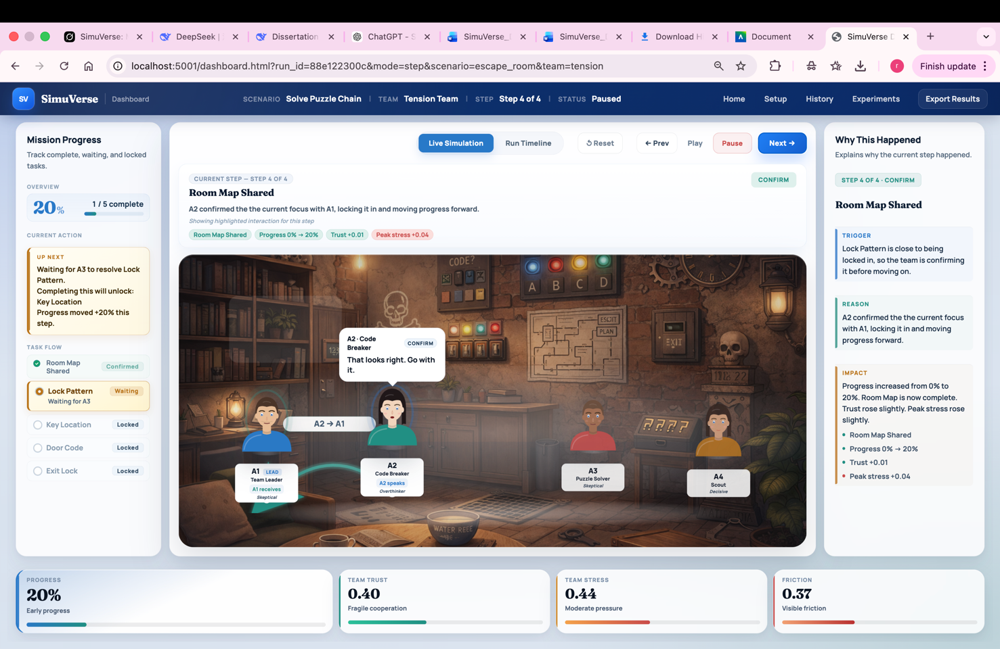 SimuVerse: M
DeepSeek |
Dissertation
ChatGPT - S
SimuVerse_
SimuVerse_
Download H
Document
SimuVerse D
localhost:5001/dashboard.html?run_id=88e122300c&mode=step&scenario=escape_room&team=tension
r
Finish update
SV
SimuVerse
Dashboard
SCENARIO Solve Puzzle Chain | TEAM Tension Team | STEP Step 4 of 4 | STATUS Paused
Home
Setup
History
Experiments
Export Results
Mission Progress
Track complete, waiting, and locked
tasks.
OVERVIEW
20%
1 / 5 complete
CURRENT ACTION
UP NEXT
Waiting for A3 to resolve Lock
Pattern.
Completing this will unlock:
Key Location
Progress moved +20% this
step.
TASK FLOW
Room Map
Shared
Confirmed
Lock Pattern
Waiting
Waiting for A3
Key Location
Locked
Door Code
Locked
Exit Lock
Locked
Live Simulation
Run Timeline
↺ Reset
← Prev
Play
Pause
Next →
CURRENT STEP — STEP 4 OF 4
CONFIRM
Room Map Shared
A2 confirmed the the current focus with A1, locking it in and moving progress forward.
Showing highlighted interaction for this step
Room Map Shared
Progress 0% → 20%
Trust +0.01
Peak stress +0.04
CODE?
A B C D
ESCIT
PLAN
EXIT
123
A2 · Code
Breaker
CONFIRM
That looks right. Go with
it.
A2 → A1
????
A1 LEAD
Team Leader
A1 receives
Skeptical
A2
Code Breaker
A2 speaks
Overthinker
A3
Puzzle Solver
Skeptical
A4
Scout
Decisive
WATER REEE
Why This Happened
Explains why the current step happened.
STEP 4 OF 4 · CONFIRM
Room Map Shared
TRIGGER
Lock Pattern is close to being
locked in, so the team is confirming
it before moving on.
REASON
A2 confirmed the the current focus
with A1, locking it in and moving
progress forward.
IMPACT
Progress increased from 0% to
20%. Room Map is now complete.
Trust rose slightly. Peak stress rose
slightly.
• Room Map Shared
• Progress 0% → 20%
• Trust +0.01
• Peak stress +0.04
PROGRESS
20%
Early progress
TEAM TRUST
0.40
Fragile cooperation
TEAM STRESS
0.44
Moderate pressure
FRICTION
0.37
Visible friction